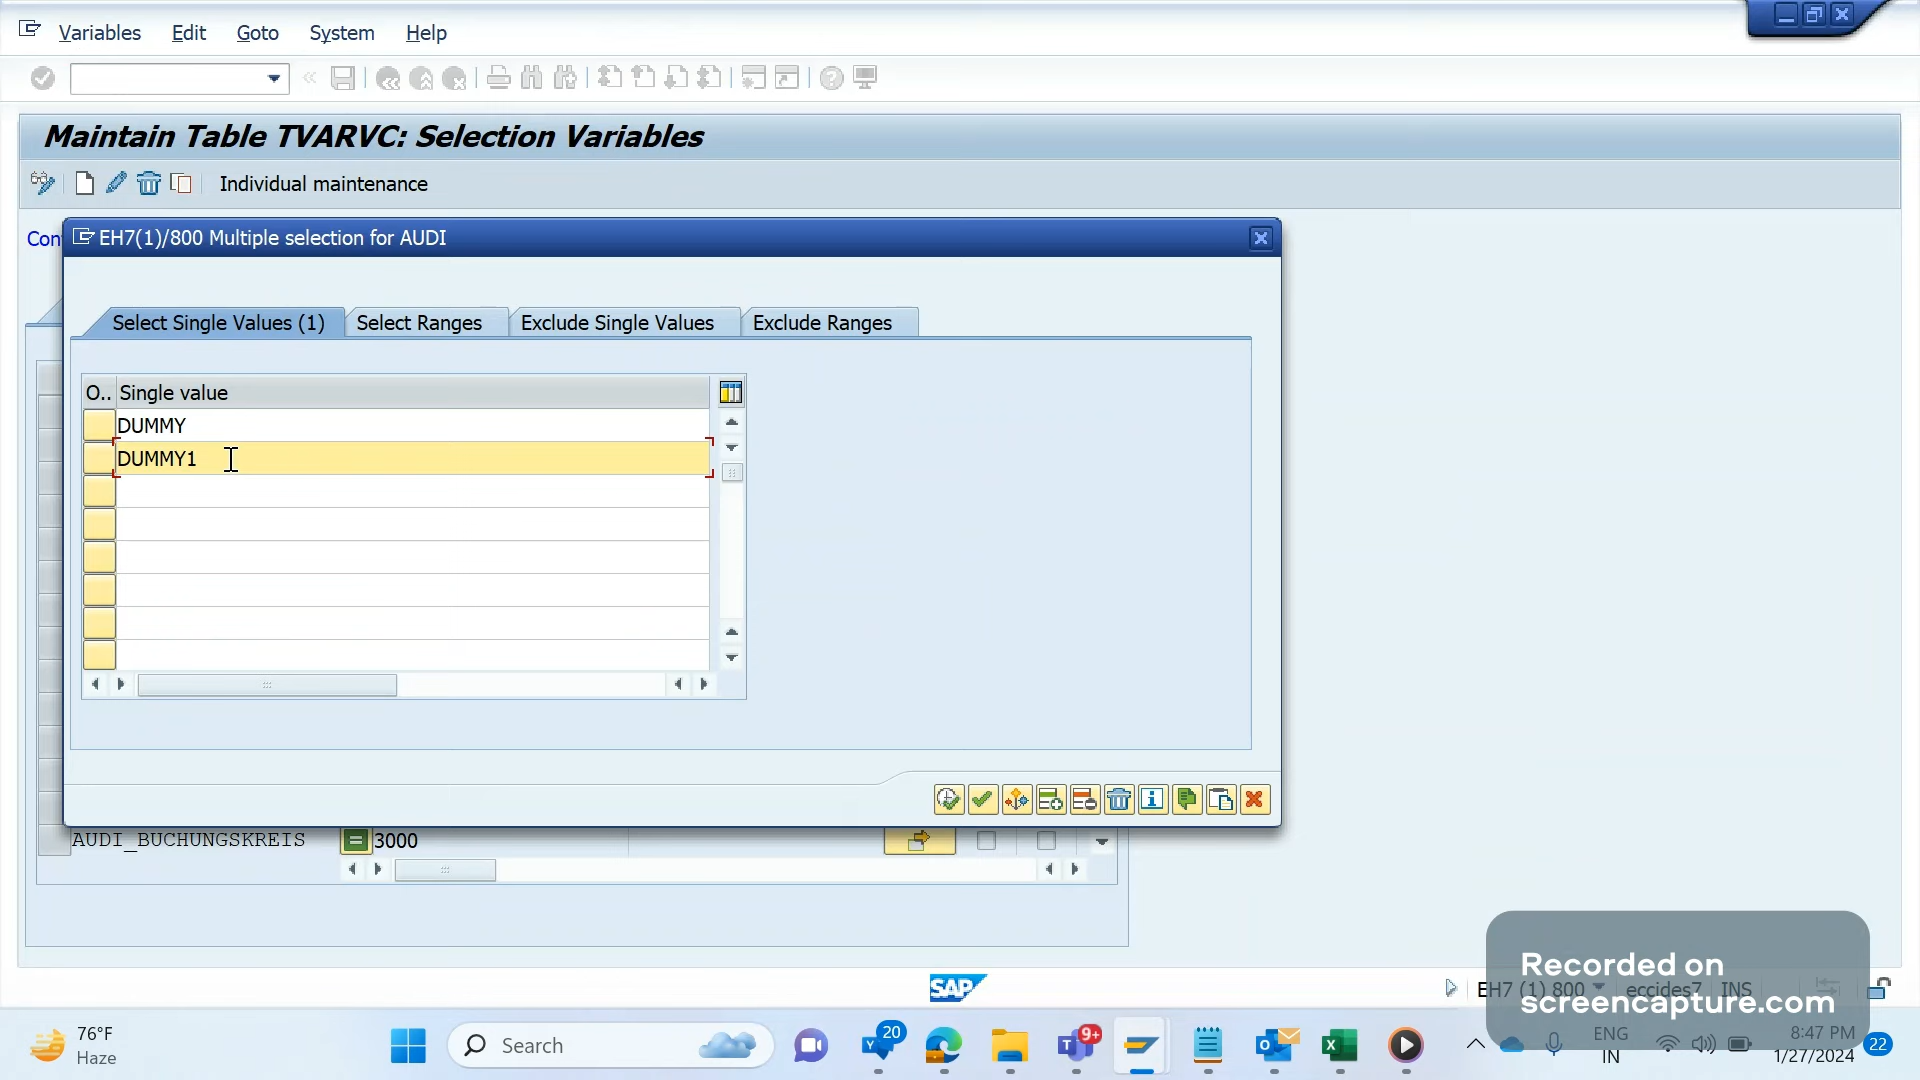 Variables Edit Goto System Help
Maintain Table TVARVC: Selection Variables
Individual maintenance
EH7(1)/800 Multiple selection for AUDI
Select Single Values (1) Select Ranges Exclude Single Values Exclude Ranges
O.. Single value
DUMMY
DUMMY1
AUDI_BUCHUNGSKREIS 3000
SAP
EH7 (1) 800 eccides7 INS
Recorded on
screencapture.com
76°F
Haze
Search
20
9+
ENG
IN
8:47 PM
1/27/2024
22